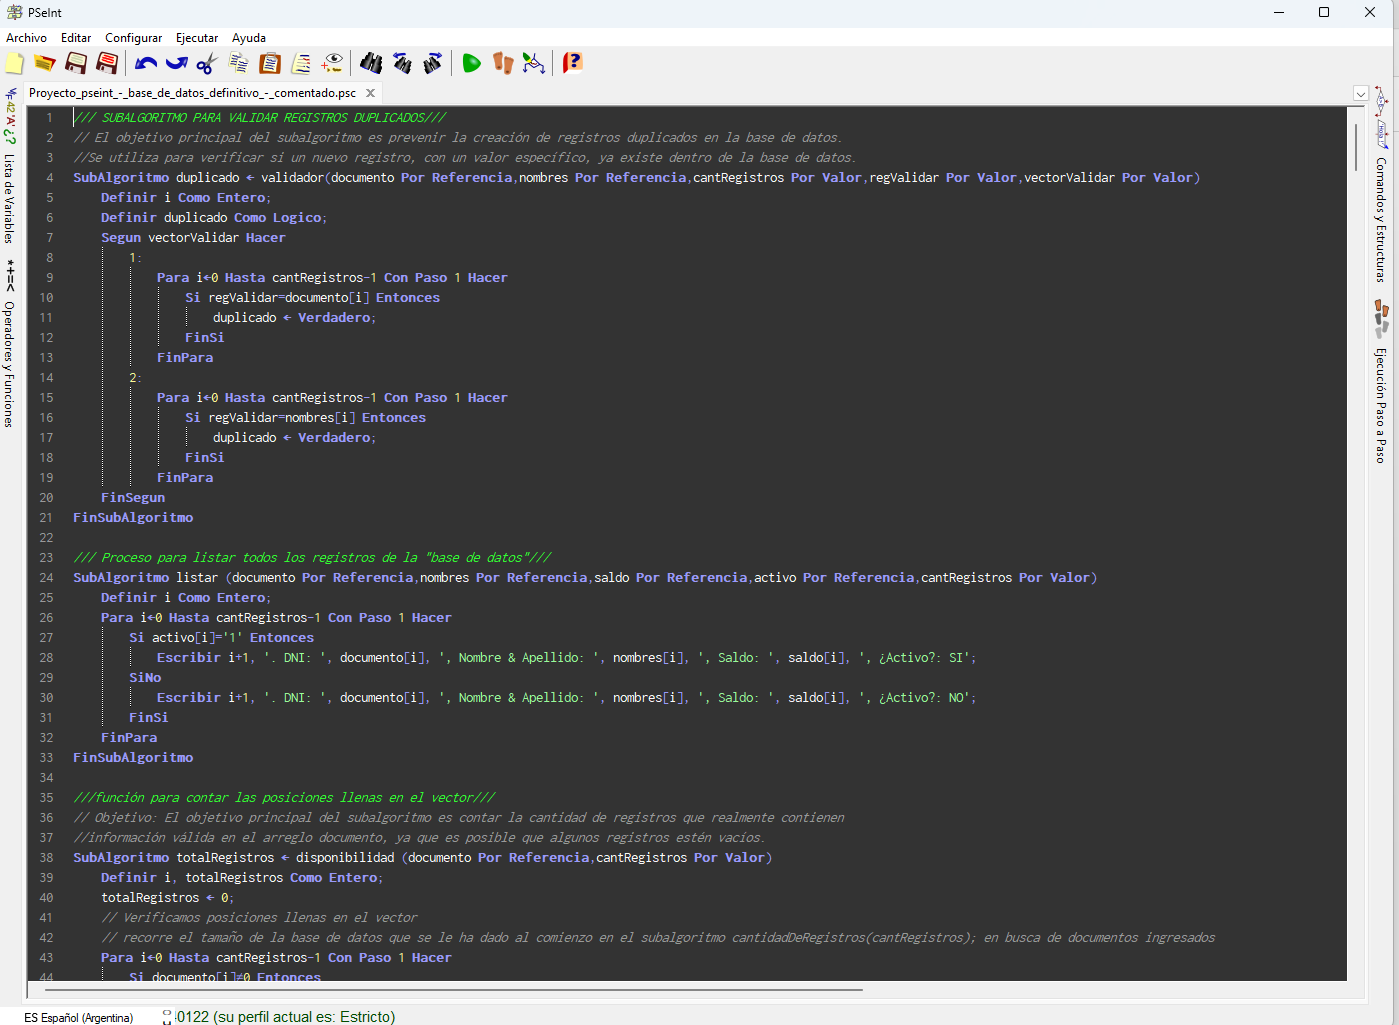 PSeInt
Archivo Editar Configurar Ejecutar Ayuda
Proyecto_pseint_-_base_de_datos_definitivo_-_comentado.psc
1 /// SUBALGORITMO PARA VALIDAR REGISTROS DUPLICADOS///
2 // El objetivo principal del subalgoritmo es prevenir la creación de registros duplicados en la base de datos.
3 //Se utiliza para verificar si un nuevo registro, con un valor específico, ya existe dentro de la base de datos.
4 SubAlgoritmo duplicado ← validador(documento Por Referencia,nombres Por Referencia,cantRegistros Por Valor,regValidar Por Valor,vectorValidar Por Valor)
5 Definir i Como Entero;
6 Definir duplicado Como Logico;
7 Segun vectorValidar Hacer
8 1:
9 Para i←0 Hasta cantRegistros-1 Con Paso 1 Hacer
10 Si regValidar=documento[i] Entonces
11 duplicado ← Verdadero;
12 FinSi
13 FinPara
14 2:
15 Para i←0 Hasta cantRegistros-1 Con Paso 1 Hacer
16 Si regValidar=nombres[i] Entonces
17 duplicado ← Verdadero;
18 FinSi
19 FinPara
20 FinSegun
21 FinSubAlgoritmo
22
23 /// Proceso para listar todos los registros de la "base de datos"///
24 SubAlgoritmo listar (documento Por Referencia,nombres Por Referencia,saldo Por Referencia,activo Por Referencia,cantRegistros Por Valor)
25 Definir i Como Entero;
26 Para i←0 Hasta cantRegistros-1 Con Paso 1 Hacer
27 Si activo[i]='1' Entonces
28 Escribir i+1, '. DNI: ', documento[i], ', Nombre & Apellido: ', nombres[i], ', Saldo: ', saldo[i], ', ¿Activo?: SI';
29 SiNo
30 Escribir i+1, '. DNI: ', documento[i], ', Nombre & Apellido: ', nombres[i], ', Saldo: ', saldo[i], ', ¿Activo?: NO';
31 FinSi
32 FinPara
33 FinSubAlgoritmo
34
35 ///función para contar las posiciones llenas en el vector///
36 // Objetivo: El objetivo principal del subalgoritmo es contar la cantidad de registros que realmente contienen
37 //información válida en el arreglo documento, ya que es posible que algunos registros estén vacíos.
38 SubAlgoritmo totalRegistros ← disponibilidad (documento Por Referencia,cantRegistros Por Valor)
39 Definir i, totalRegistros Como Entero;
40 totalRegistros ← 0;
41 // Verificamos posiciones llenas en el vector
42 // recorre el tamaño de la base de datos que se le ha dado al comienzo en el subalgoritmo cantidadDeRegistros(cantRegistros); en busca de documentos ingresados
43 Para i←0 Hasta cantRegistros-1 Con Paso 1 Hacer
44 Si documento[i]≠0 Entonces
42 'A' ¿?
Lista de Variables
*+=<
Operadores y Funciones
Comandos y Estructuras
Ejecución Paso a Paso
ES Español (Argentina)
0122 (su perfil actual es: Estricto)